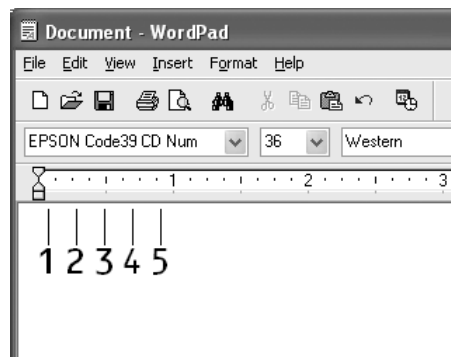 Document - WordPad
File Edit View Insert Format Help
EPSON Code39 CD Num 36 Western
1 2 3
1 2 3 4 5